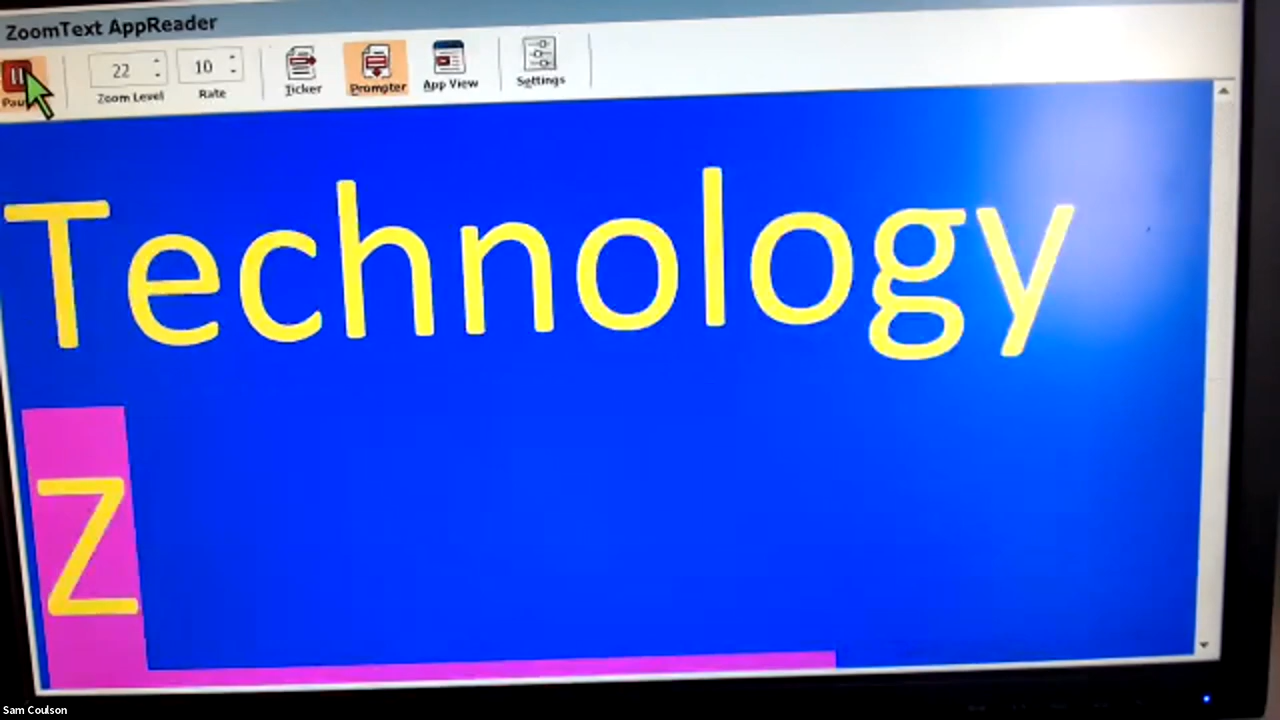 ZoomText AppReader
22 10
Zoom Level Rate Ticker Prompter App View Settings
Technology
Z
Sam Coulson